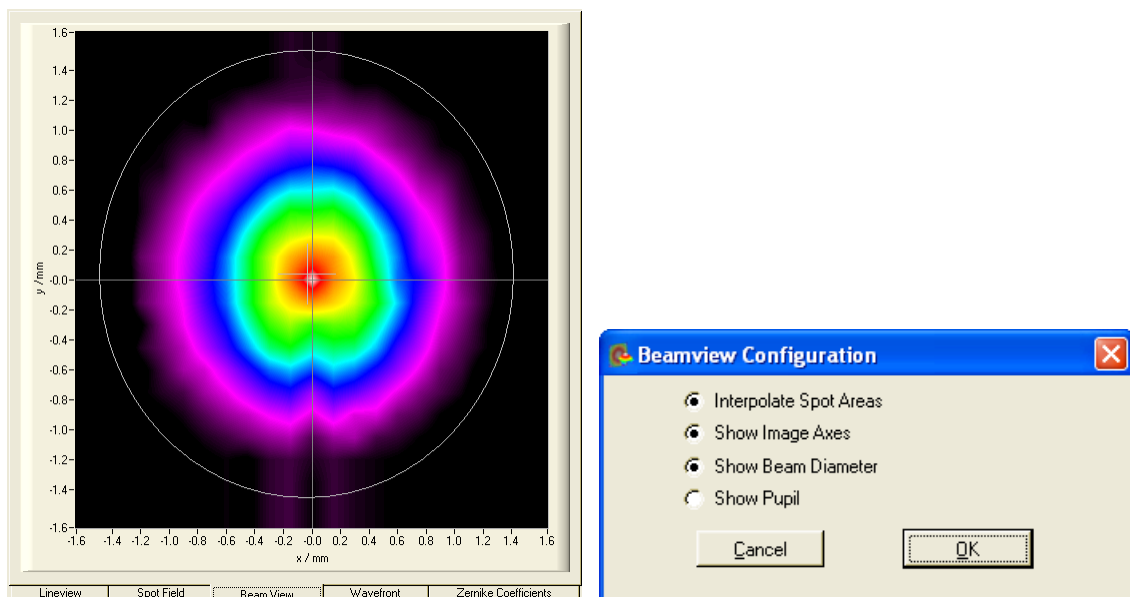 1.6-
1.4-
1.2-
1.0-
0.8-
0.6-
0.4-
0.2-
-0.0-
-0.2-
-0.4-
-0.6-
-0.8-
-1.0-
-1.2-
-1.4-
-1.6-
y /mm
-1.6 -1.4 -1.2 -1.0 -0.8 -0.6 -0.4 -0.2 -0.0 0.2 0.4 0.6 0.8 1.0 1.2 1.4 1.6
x / mm
Lineview Spot Field Beam View Wavefront Zernike Coefficients
Beamview Configuration
Interpolate Spot Areas
Show Image Axes
Show Beam Diameter
Show Pupil
Cancel OK